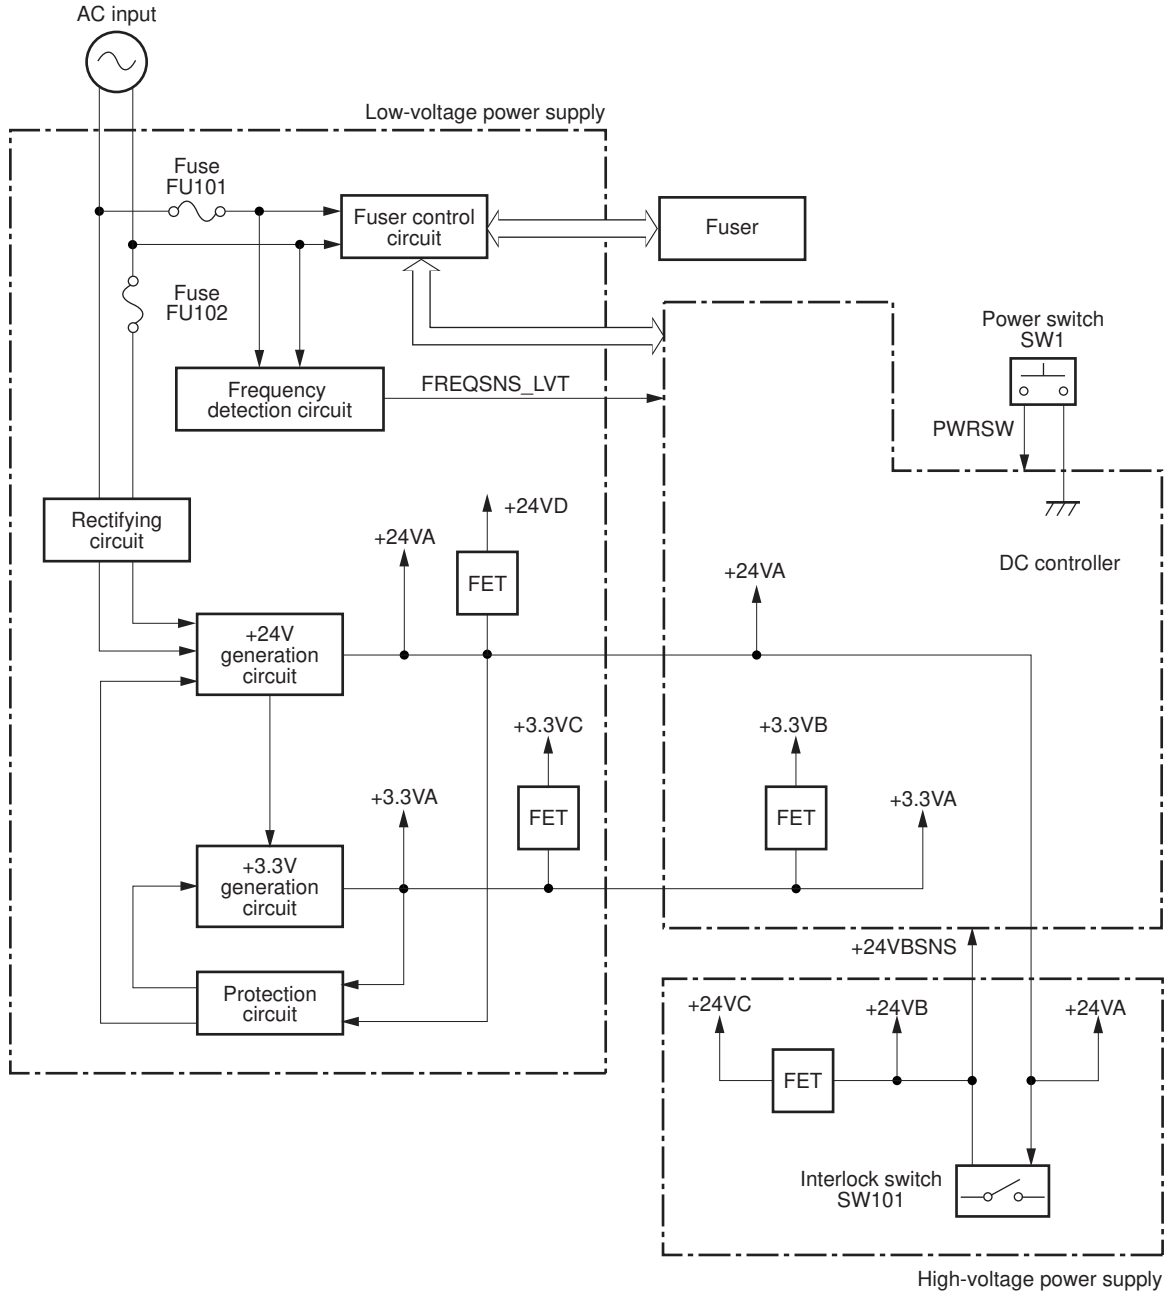 AC input
Low-voltage power supply
Fuse
FU101
Fuser control
circuit
Fuser
Fuse
FU102
Power switch
SW1
Frequency
detection circuit
FREQSNS_LVT
PWRSW
Rectifying
circuit
+24VD
+24VA
FET
DC controller
+24VA
+24V
generation
circuit
+3.3VC
+3.3VB
+3.3VA
FET
FET
+3.3VA
+3.3V
generation
circuit
+24VBSNS
Protection
circuit
+24VC
+24VB
+24VA
FET
Interlock switch
SW101
High-voltage power supply